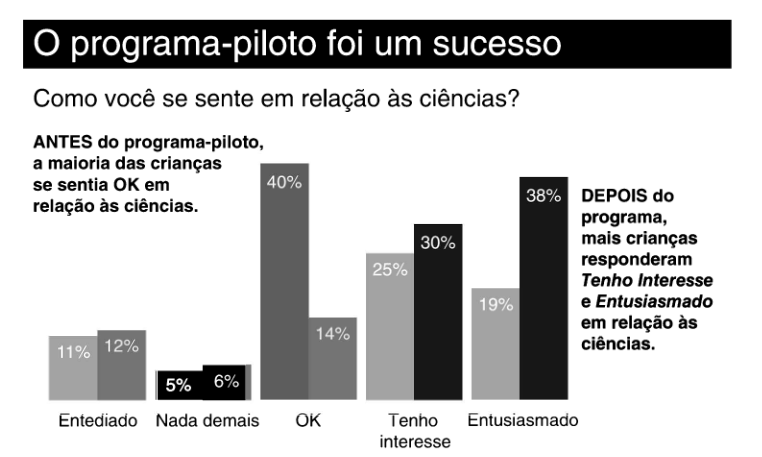 O programa-piloto foi um sucesso
Como você se sente em relação às ciências?
ANTES do programa-piloto,
a maioria das crianças
se sentia OK em
relação às ciências.
40%
38%
DEPOIS do
programa,
mais crianças
responderam
Tenho Interesse
e Entusiasmado
em relação às
ciências.
30%
25%
19%
14%
11%
12%
5%
6%
Entediado
Nada demais
OK
Tenho
interesse
Entusiasmado